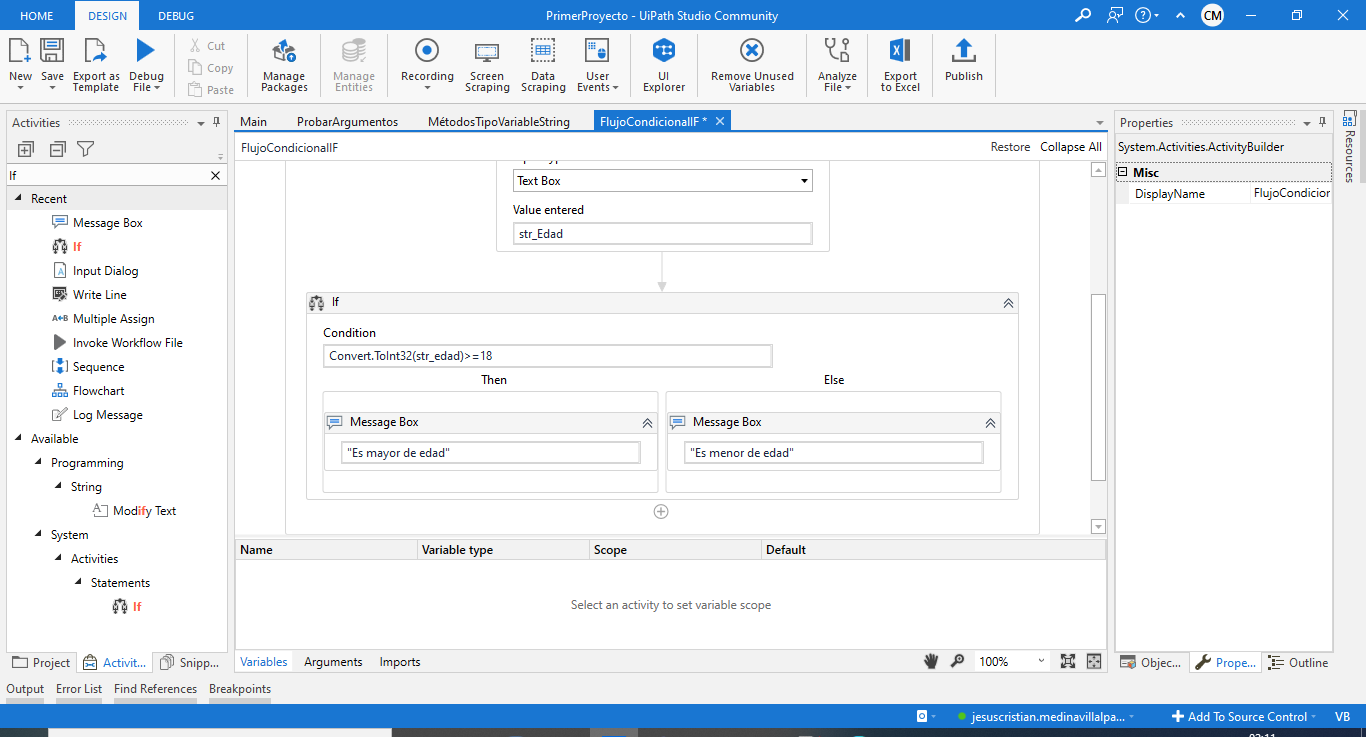 HOME DESIGN DEBUG PrimerProyecto - UiPath Studio Community CM
New Save Export as Template Debug File Cut Copy Paste Manage Packages Manage Entities Recording Screen Scraping Data Scraping User Events UI Explorer Remove Unused Variables Analyze File Export to Excel Publish
Activities
If
Recent
Message Box
If
Input Dialog
Write Line
A+B Multiple Assign
Invoke Workflow File
Sequence
Flowchart
Log Message
Available
Programming
String
Modify Text
System
Activities
Statements
If
Project Activit... Snipp...
Main ProbarArgumentos MétodosTipoVariableString FlujoCondicionalIF *
FlujoCondicionalIF Restore Collapse All
Text Box
Value entered
str_Edad
If
Condition
Convert.ToInt32(str_edad)>=18
Then Else
Message Box Message Box
"Es mayor de edad" "Es menor de edad"
Name Variable type Scope Default
Select an activity to set variable scope
Variables Arguments Imports 100%
Properties
System.Activities.ActivityBuilder
Misc
DisplayName FlujoCondicior
Resources
Objec... Prope... Outline
Output Error List Find References Breakpoints
jesuscristian.medinavillalpa... Add To Source Control VB